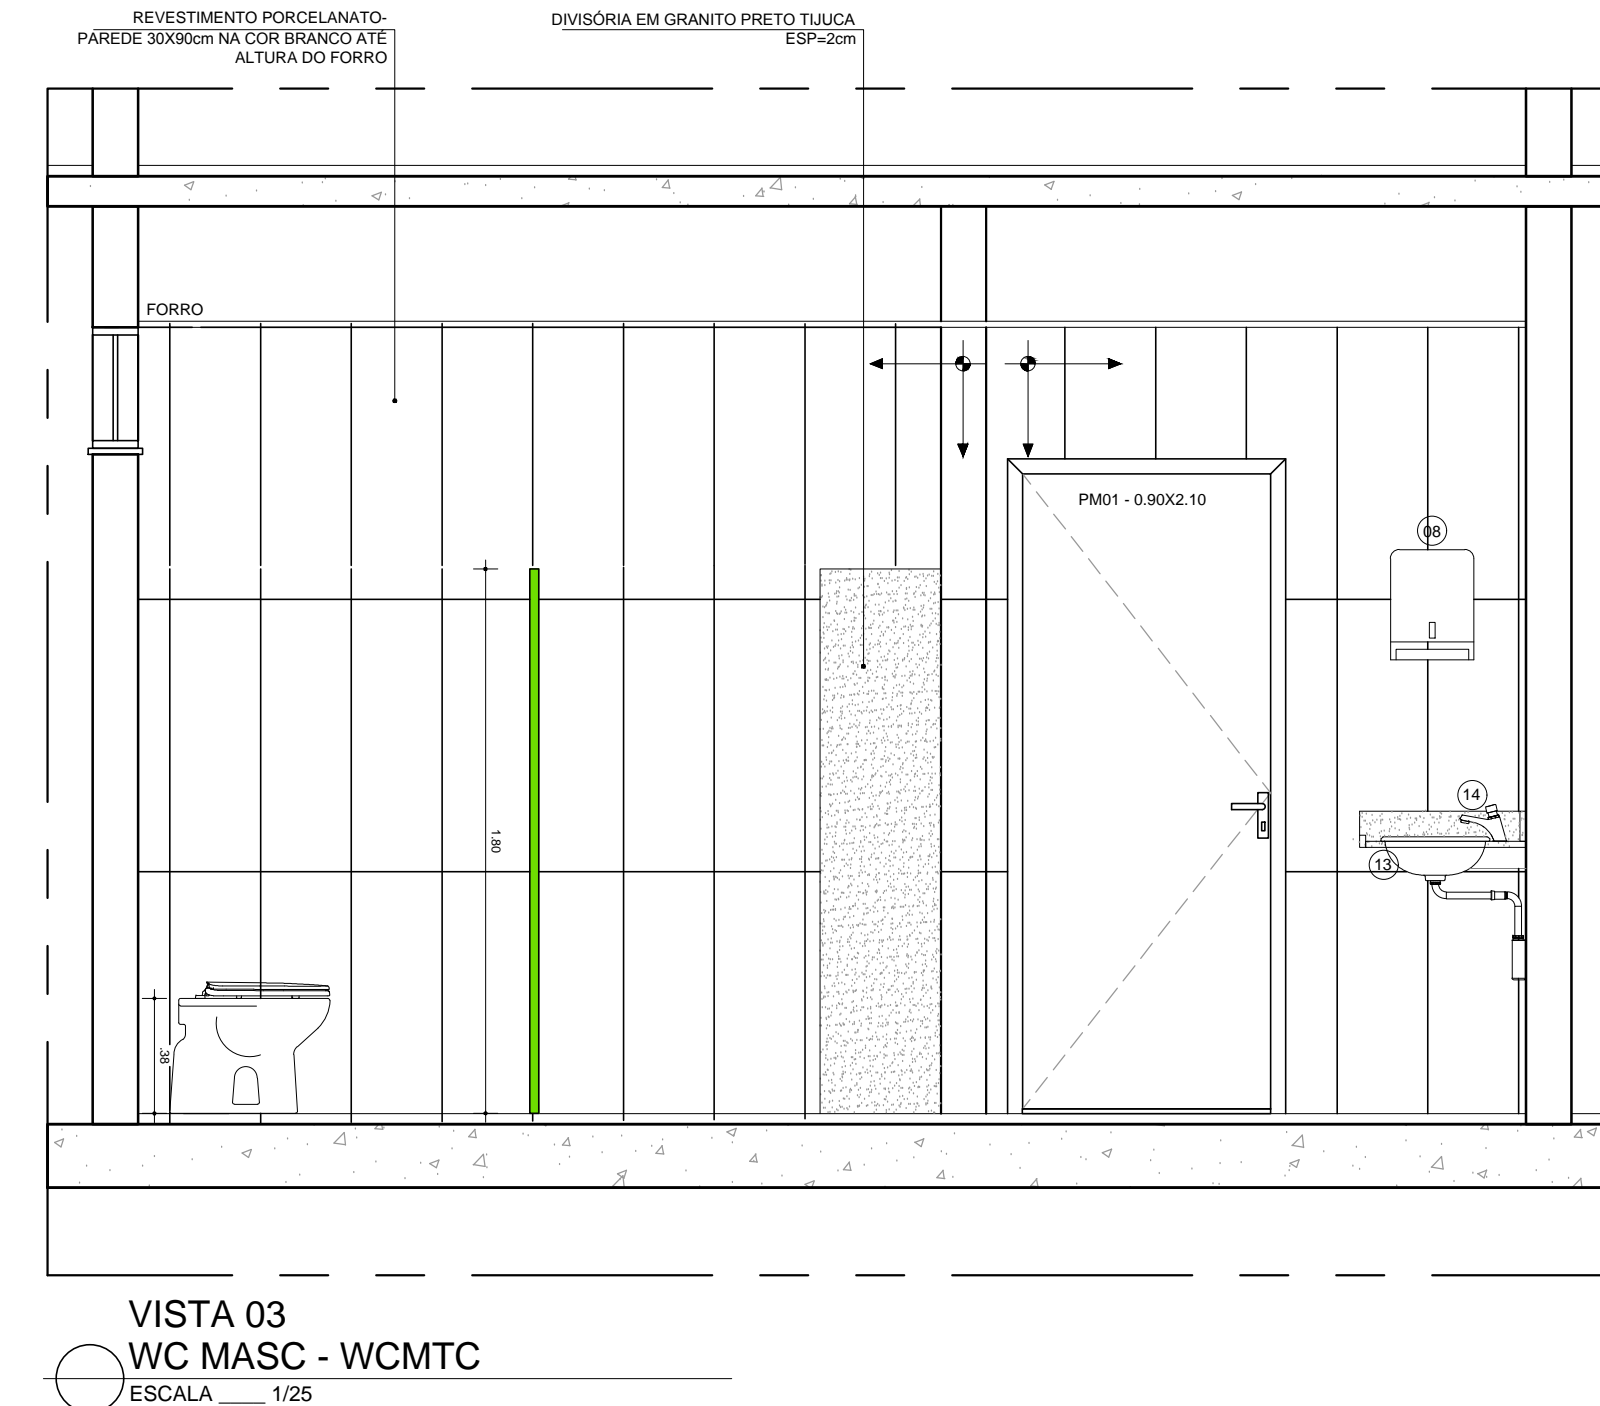 REVESTIMENTO PORCELANATO-
PAREDE 30X90cm NA COR BRANCO ATÉ
ALTURA DO FORRO
DIVISÓRIA EM GRANITO PRETO TIJUCA
ESP=2cm
FORRO
PM01 - 0.90X2.10
08
14
1.80
13
.38
VISTA 03
WC MASC - WCMTC
ESCALA ____ 1/25